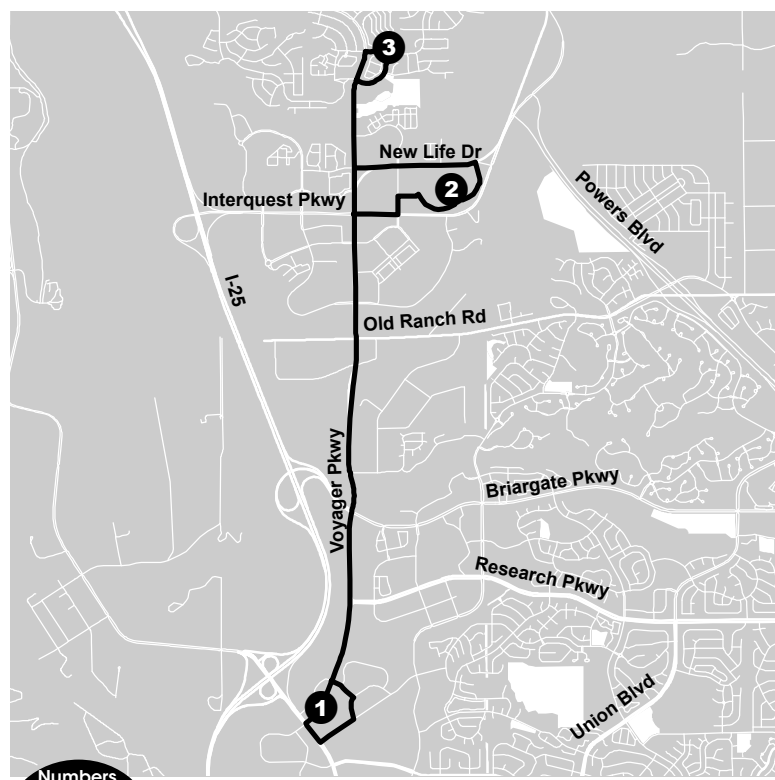 3
New Life Dr
2
Interquest Pkwy
Powers Blvd
I-25
Old Ranch Rd
Voyager Pkwy
Briargate Pkwy
Research Pkwy
1
Union Blvd
Numbers